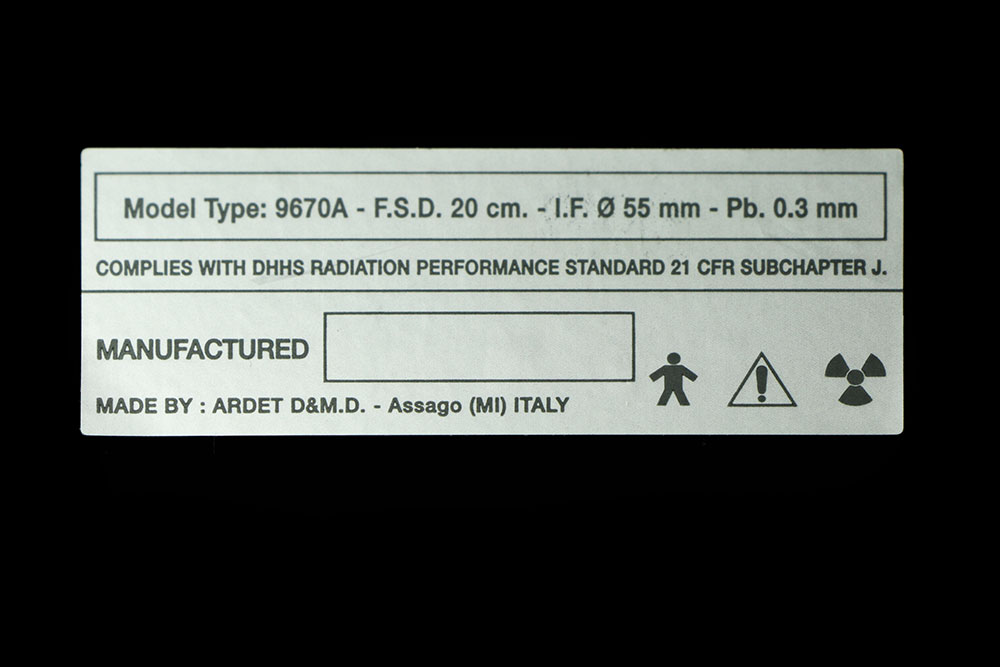 Model Type: 9670A - F.S.D. 20 cm. - I.F. Ø 55 mm - Pb. 0.3 mm
COMPLIES WITH DHHS RADIATION PERFORMANCE STANDARD 21 CFR SUBCHAPTER J.
MANUFACTURED
MADE BY : ARDET D&M.D. - Assago (MI) ITALY